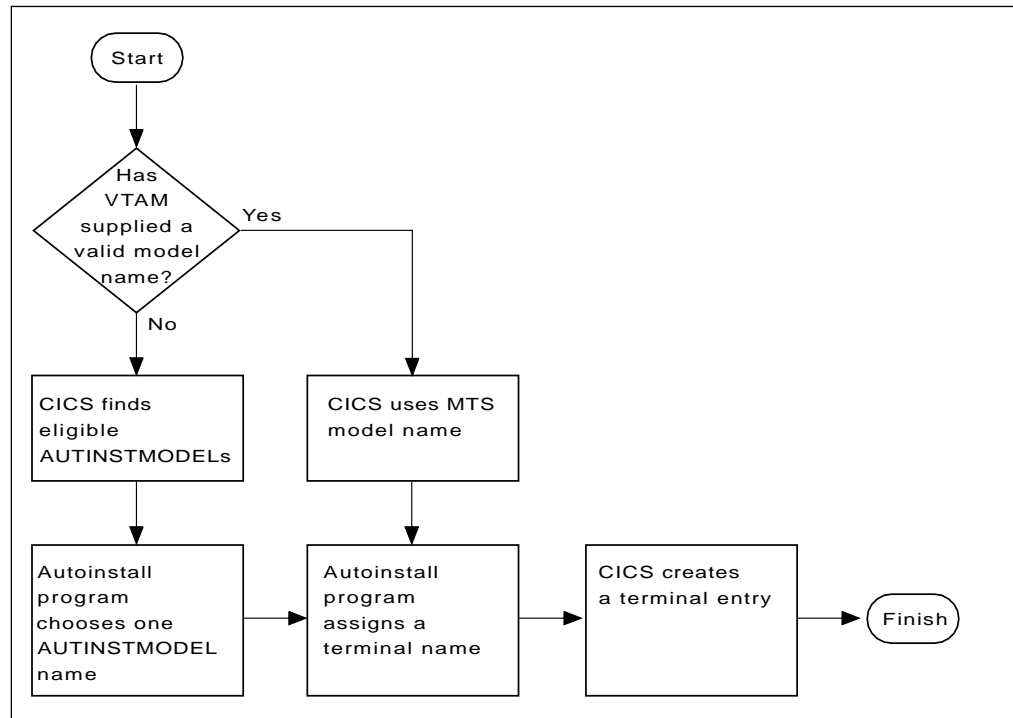 Start
Has
VTAM
supplied a
valid model
name?
Yes
No
CICS finds
eligible
AUTINSTMODELs
CICS uses MTS
model name
Autoinstall
program
chooses one
AUTINSTMODEL
name
Autoinstall
program
assigns a
terminal name
CICS creates
a terminal entry
Finish